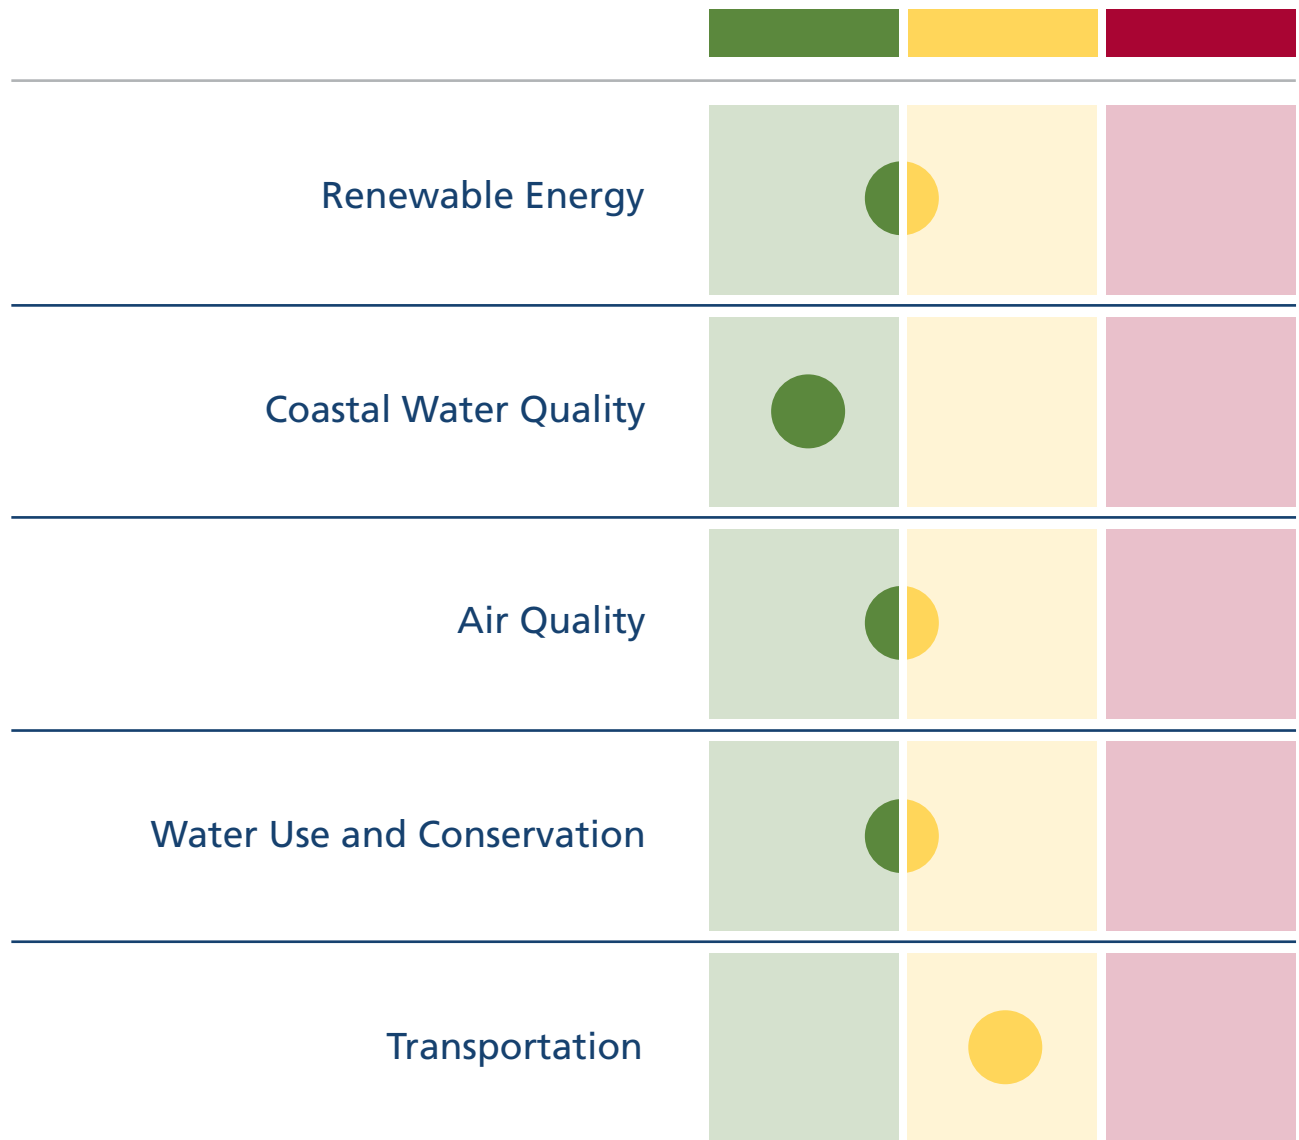 Renewable Energy
Coastal Water Quality
Air Quality
Water Use and Conservation
Transportation